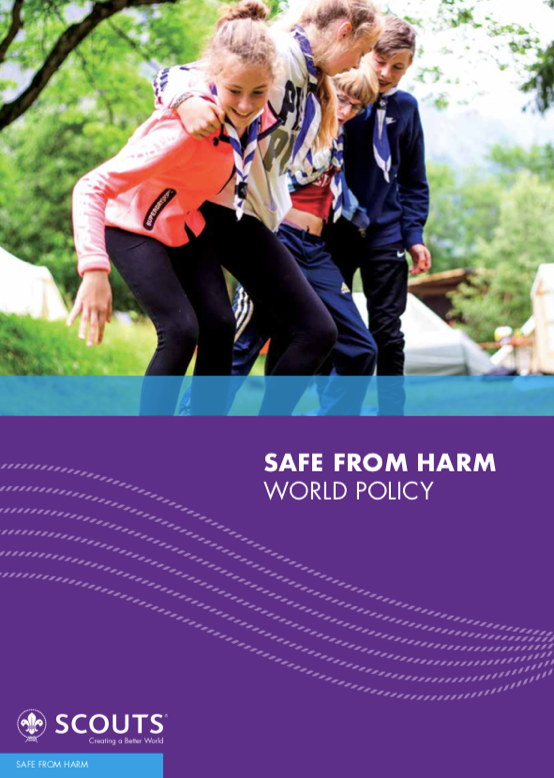 SAFE FROM HARM
WORLD POLICY
SCOUTS®
Creating a Better World
SAFE FROM HARM